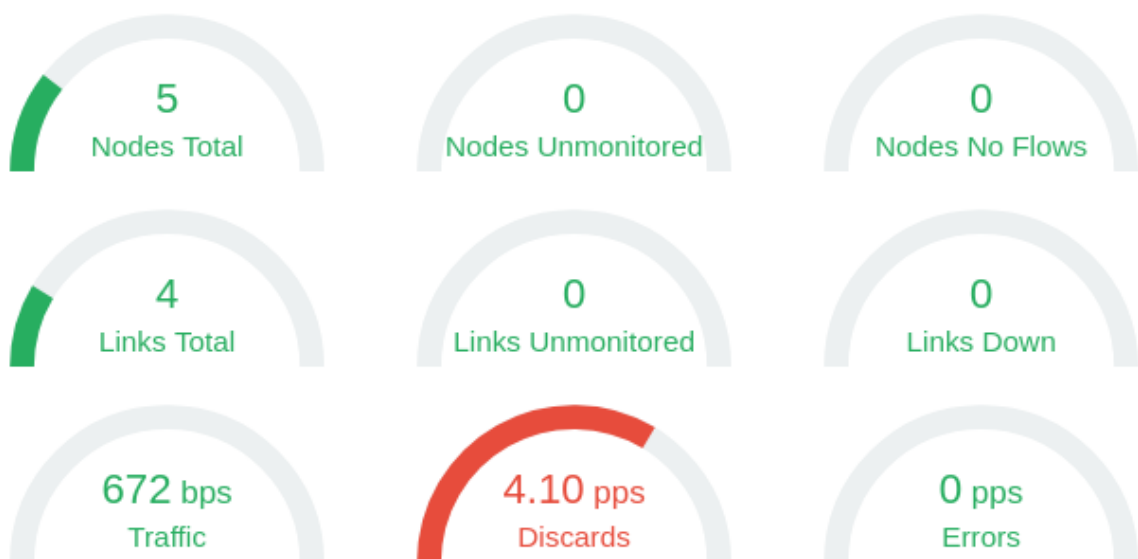 5
Nodes Total
0
Nodes Unmonitored
0
Nodes No Flows
4
Links Total
0
Links Unmonitored
0
Links Down
672 bps
Traffic
4.10 pps
Discards
0 pps
Errors